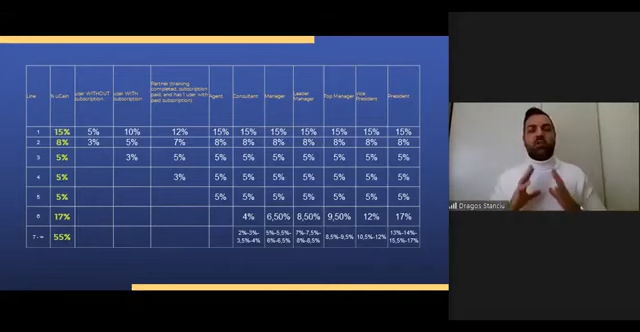 Line % uGain user WITHOUT subscription user WITH subscription Partner (training completed, subscription paid, and has 1 user with paid subscription) Agent Consultant Manager Leader Manager Top Manager Vice President President
1 15% 5% 10% 12% 15% 15% 15% 15% 15% 15% 15%
2 8% 3% 5% 7% 8% 8% 8% 8% 8% 8% 8%
3 5% 3% 5% 5% 5% 5% 5% 5% 5% 5%
4 5% 3% 5% 5% 5% 5% 5% 5% 5%
5 5% 5% 5% 5% 5% 5% 5% 5%
6 17% 4% 6,50% 8,50% 9,50% 12% 17%
7 - ∞ 55% 2%-3%-3,5%-4% 5%-5,5%-6%-6,5% 7%-7,5%-8%-8,5% 8,5%-9,5% 10,5%-12% 13%-14%-15,5%-17%
Dragos Stanciu